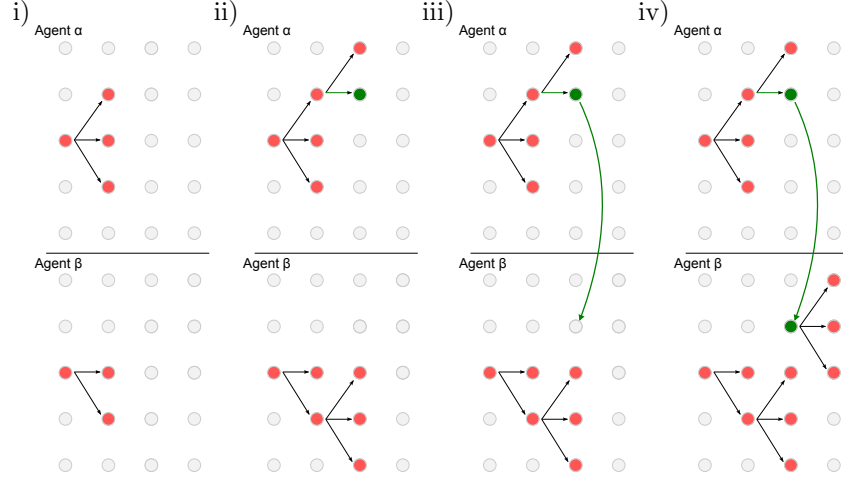 i)
Agent α
Agent β
ii)
Agent α
Agent β
iii)
Agent α
Agent β
iv)
Agent α
Agent β